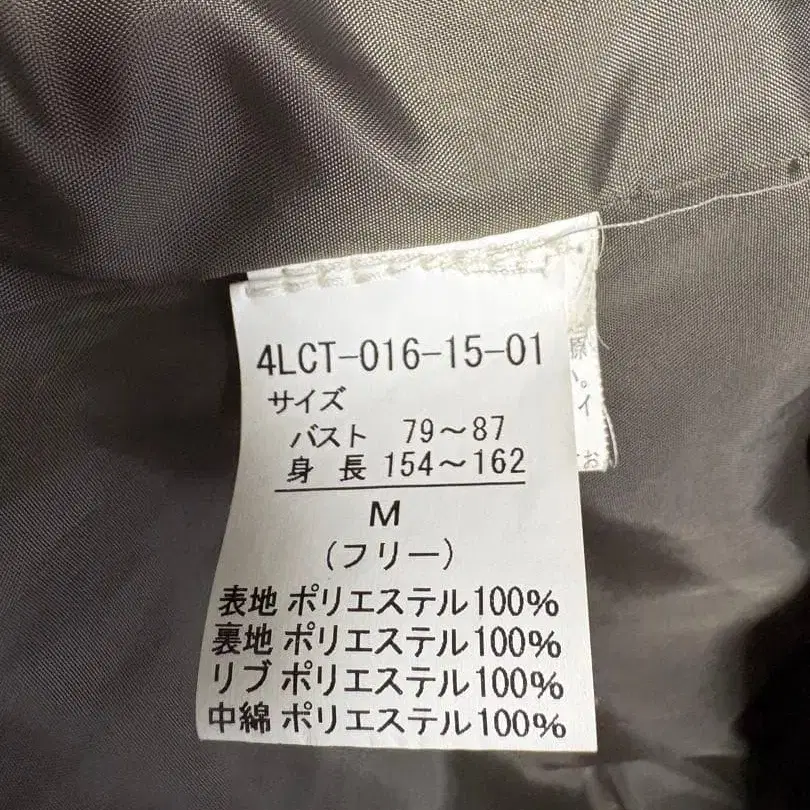 4LCT-016-15-01
サイズ
バスト 79〜87
身長 154〜162
M
(フリー)
表地 ポリエステル100%
裏地 ポリエステル100%
リブ ポリエステル100%
中綿 ポリエステル100%